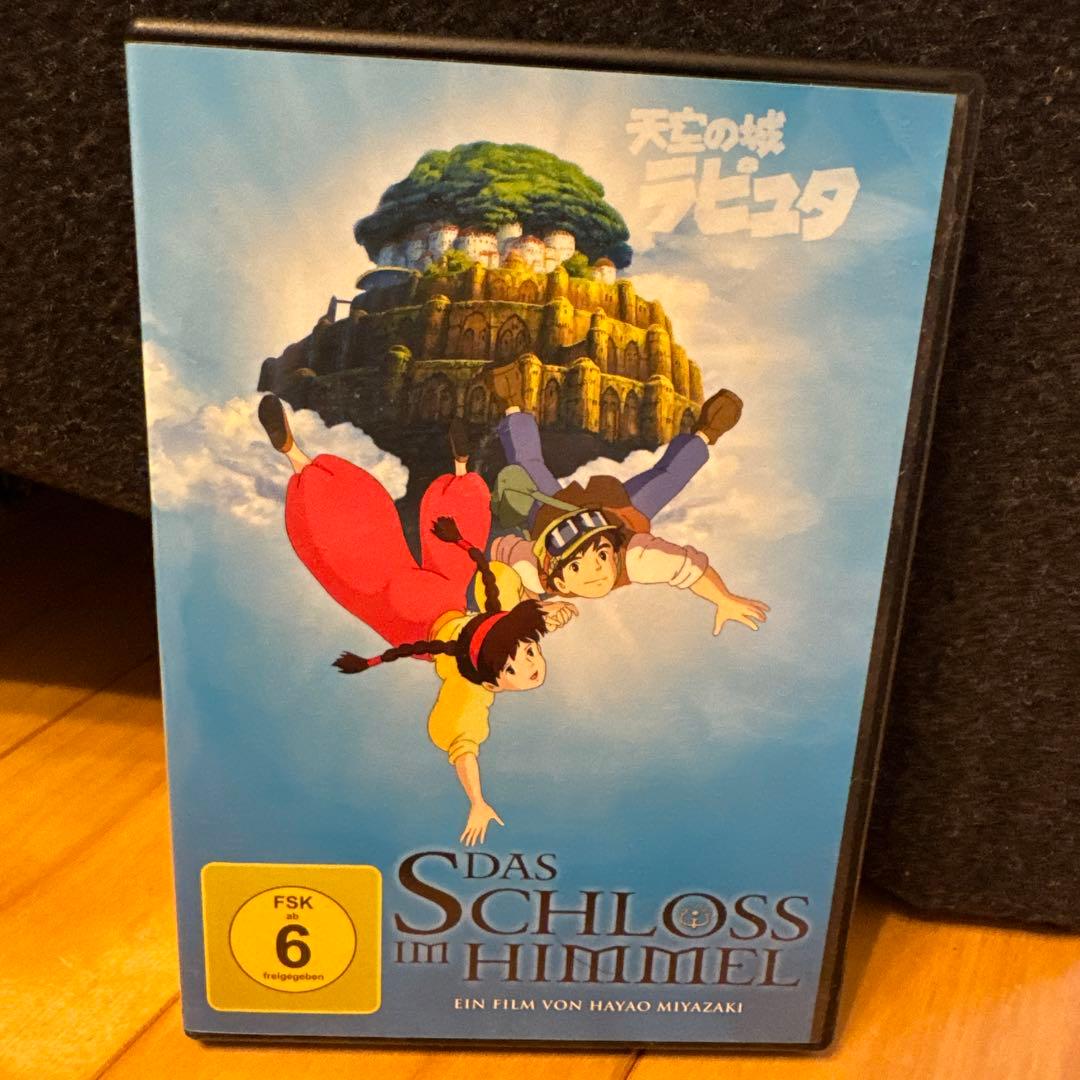 天空の城
ラピュタ
DAS
SCHLOSS
IM HIMMEL
EIN FILM VON HAYAO MIYAZAKI
FSK
ab
6
freigegeben